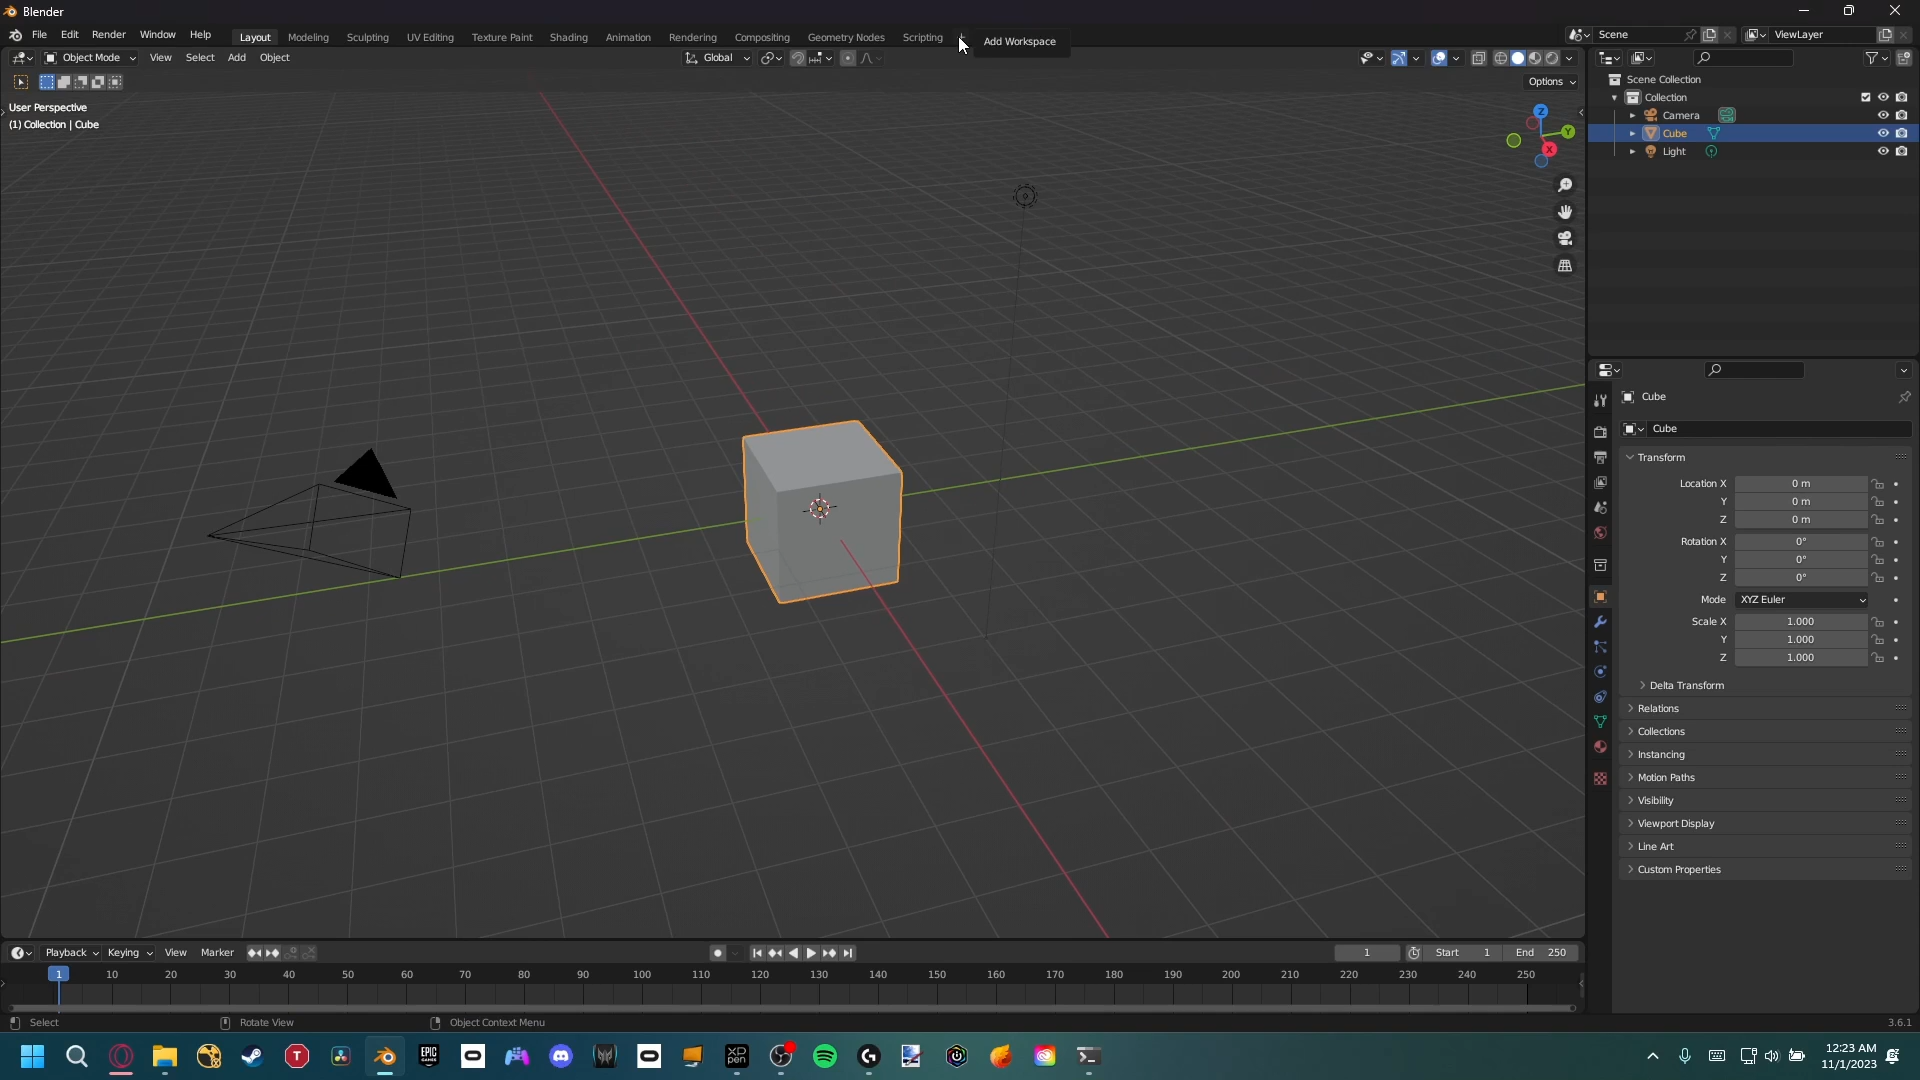 Blender
File Edit Render Window Help Layout Modeling Sculpting UV Editing Texture Paint Shading Animation Rendering Compositing Geometry Nodes Scripting + Add Workspace Scene ViewLayer
Object Mode View Select Add Object Global
Options
User Perspective
(1) Collection | Cube
Z
Y
X
Scene Collection
Collection
Camera
Cube
Light
Cube
Cube
Transform
Location X 0 m
Y 0 m
Z 0 m
Rotation X 0°
Y 0°
Z 0°
Mode XYZ Euler
Scale X 1.000
Y 1.000
Z 1.000
Delta Transform
Relations
Collections
Instancing
Motion Paths
Visibility
Viewport Display
Line Art
Custom Properties
Playback Keying View Marker 1 Start 1 End 250
1 10 20 30 40 50 60 70 80 90 100 110 120 130 140 150 160 170 180 190 200 210 220 230 240 250
Select Rotate View Object Context Menu 3.6.1
T EPIC GAMES XP PEN
12:23 AM
11/1/2023